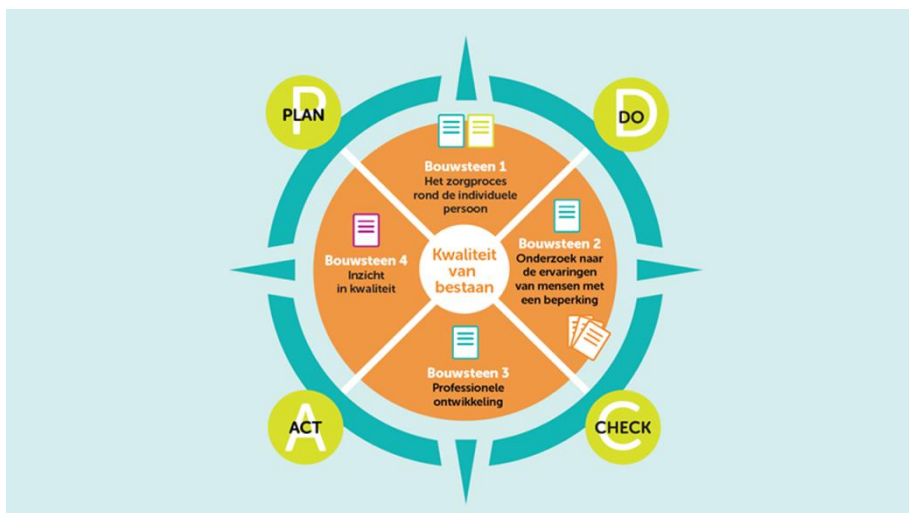 PLAN
DO
Bouwsteen 1
Het zorgproces
rond de individuele
persoon
Bouwsteen 4
Inzicht
in kwaliteit
Kwaliteit
van
bestaan
Bouwsteen 2
Onderzoek naar
de ervaringen
van mensen met
een beperking
Bouwsteen 3
Professionele
ontwikkeling
ACT
CHECK
P
D
A
C